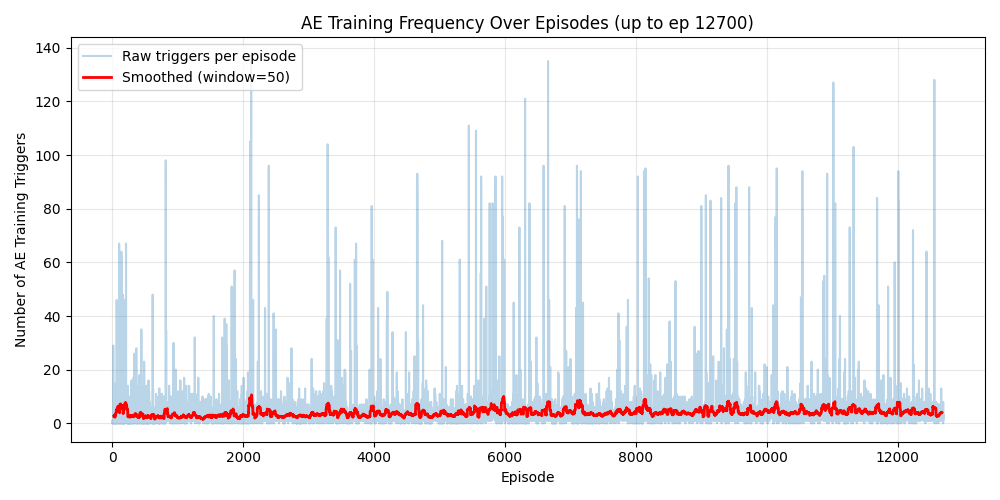 AE Training Frequency Over Episodes (up to ep 12700)
Raw triggers per episode
Smoothed (window=50)
Number of AE Training Triggers
140
120
100
80
60
40
20
0
0 2000 4000 6000 8000 10000 12000
Episode